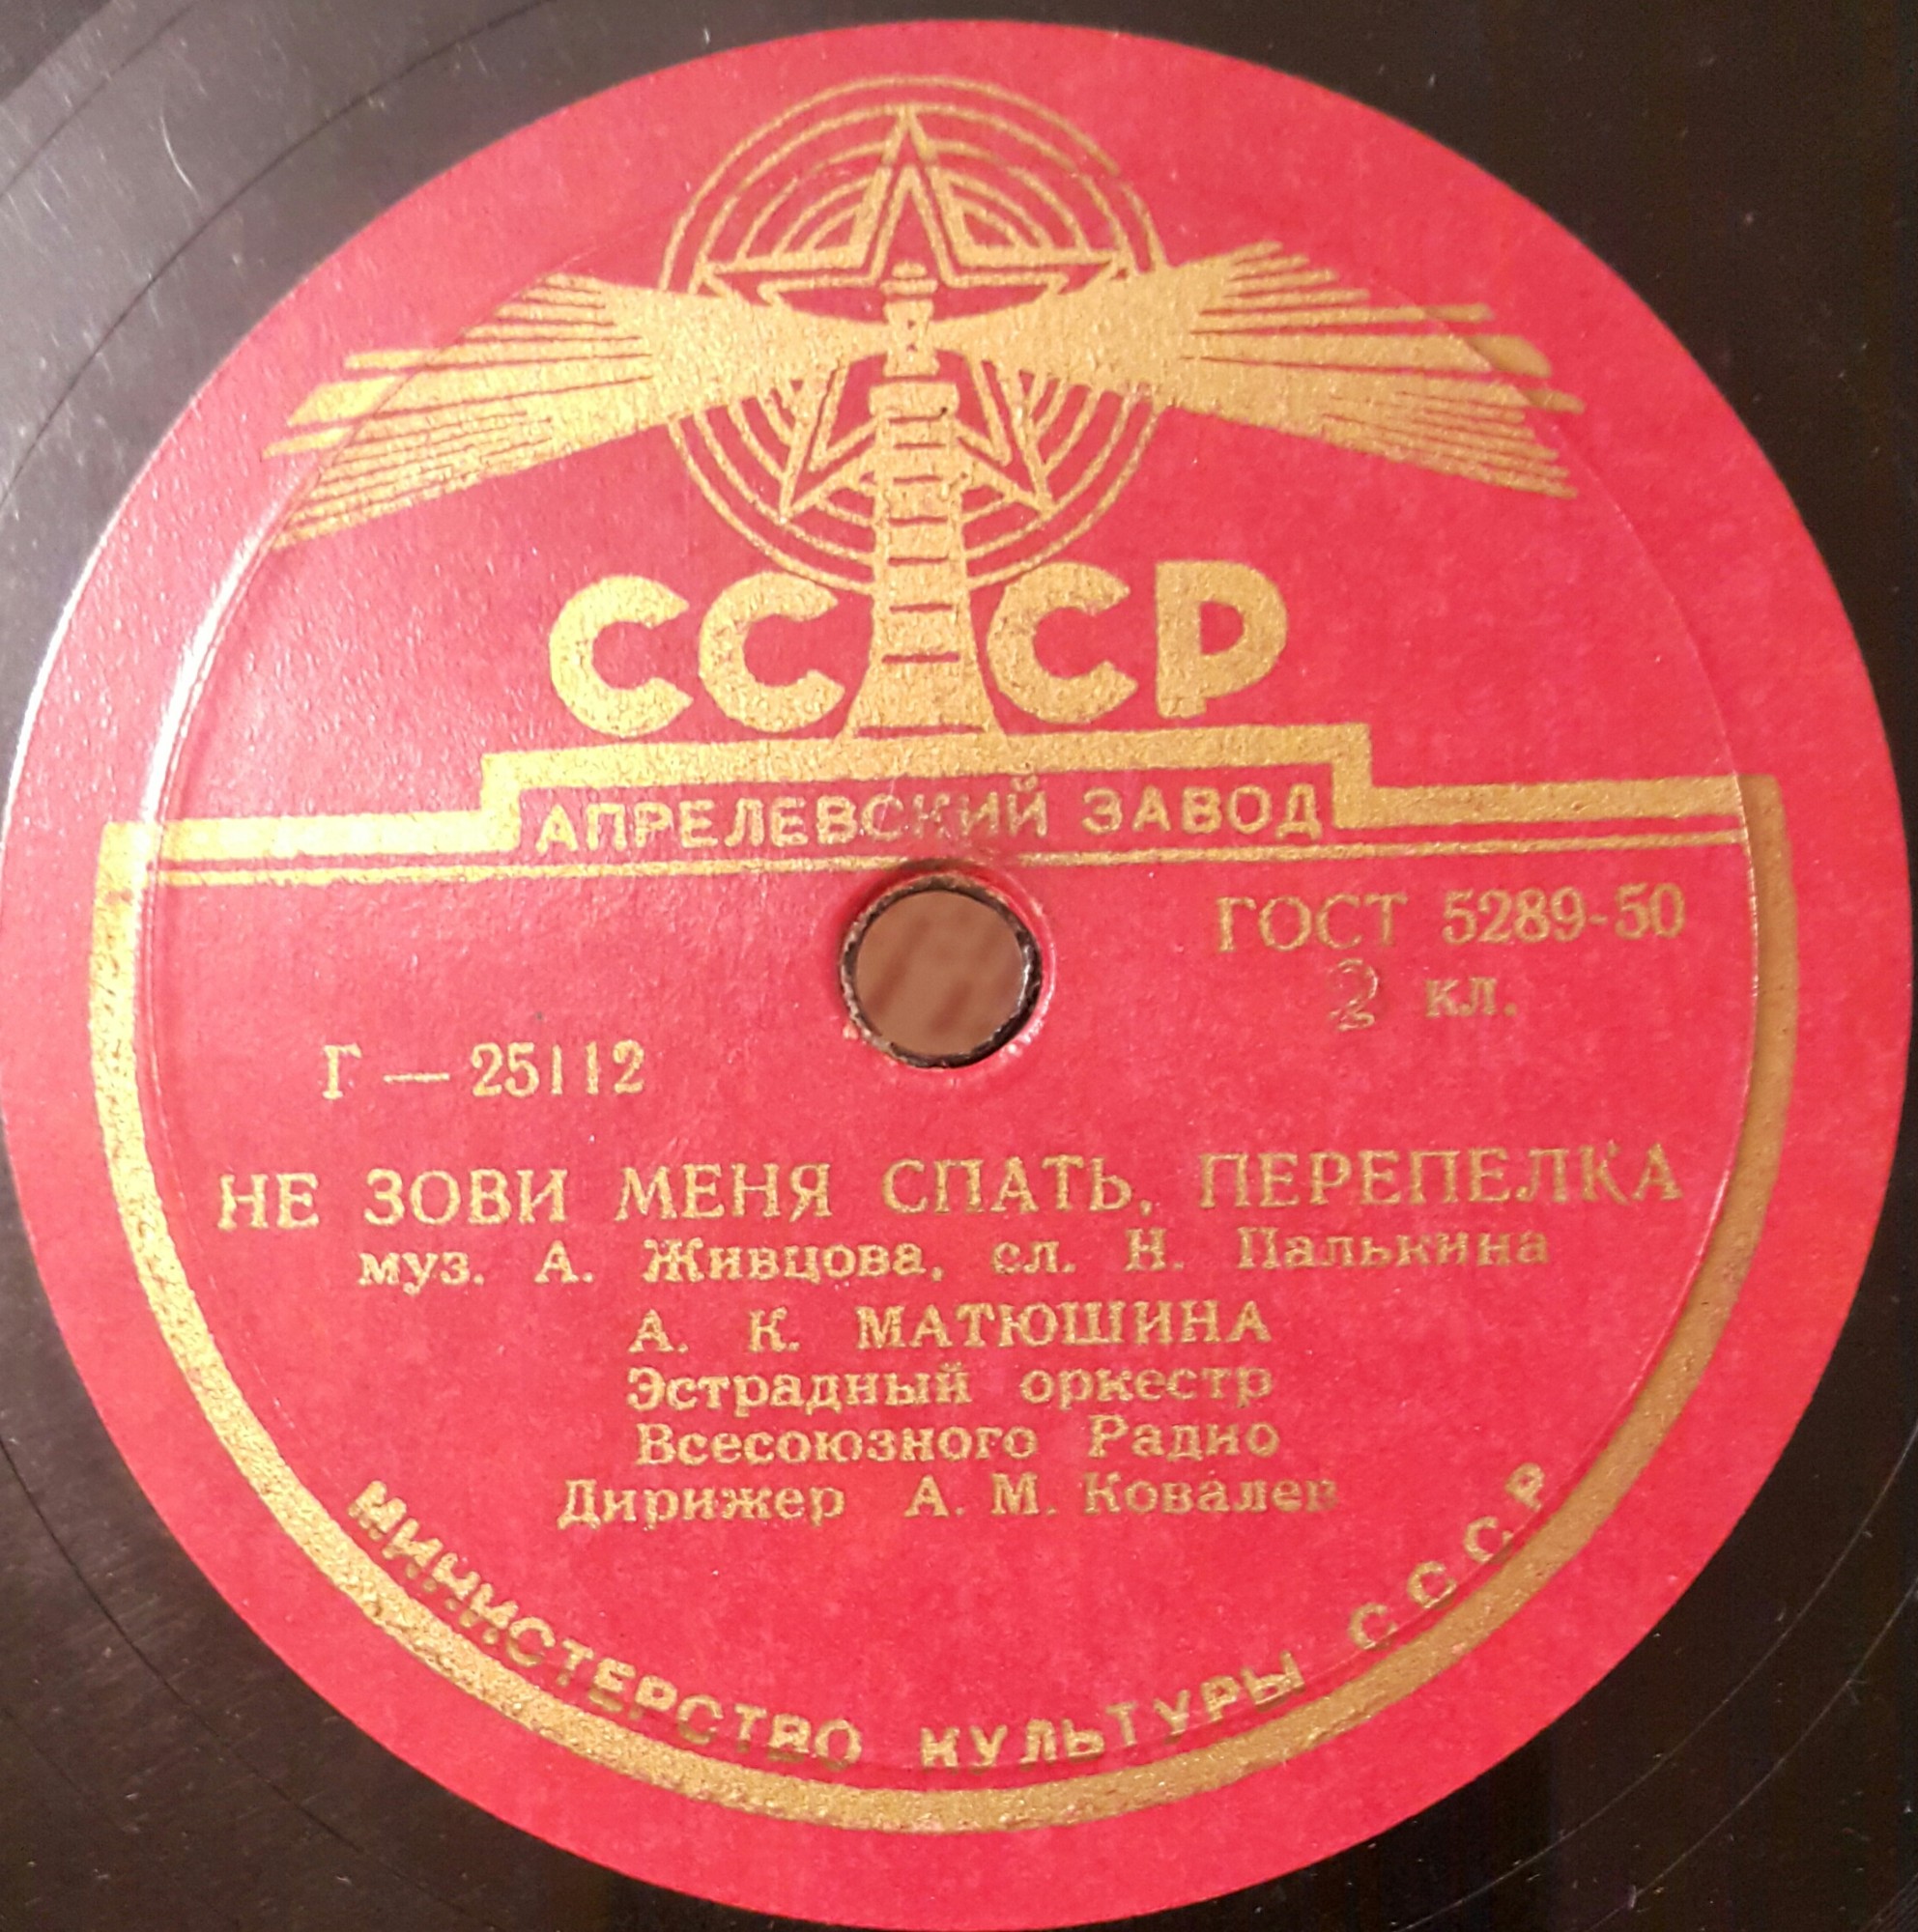 СССР
АПРЕЛЕВСКИЙ ЗАВОД
ГОСТ 5289-50
2 кл.
Г — 25112
НЕ ЗОВИ МЕНЯ СПАТЬ, ПЕРЕПЕЛКА
муз. А. Живцова, сл. Н. Палькина
А. К. МАТЮШИНА
Эстрадный оркестр
Всесоюзного Радио
Дирижер А. М. Ковалев
МИНИСТЕРСТВО КУЛЬТУРЫ СССР